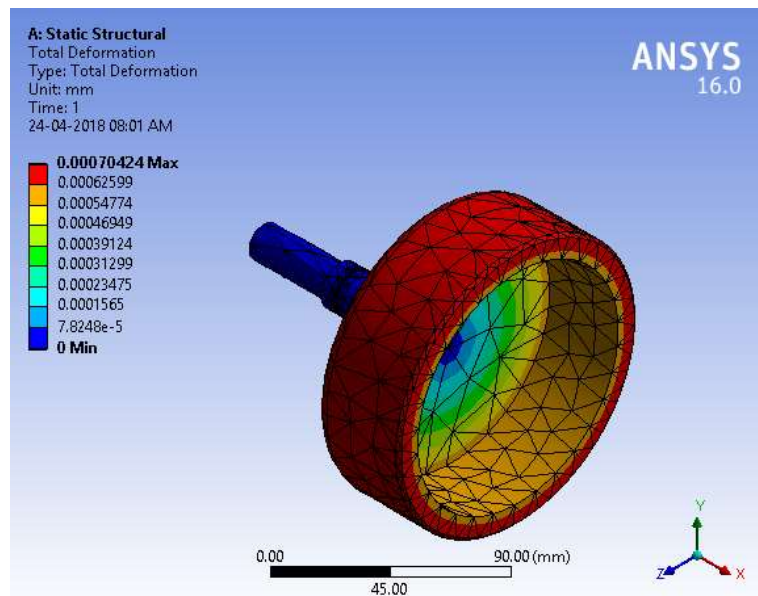 A: Static Structural
Total Deformation
Type: Total Deformation
Unit: mm
Time: 1
24-04-2018 08:01 AM
ANSYS
16.0
0.00070424 Max
0.00062599
0.00054774
0.00046949
0.00039124
0.00031299
0.00023475
0.0001565
7.8248e-5
0 Min
0.00
90.00 (mm)
45.00
Y
Z
X